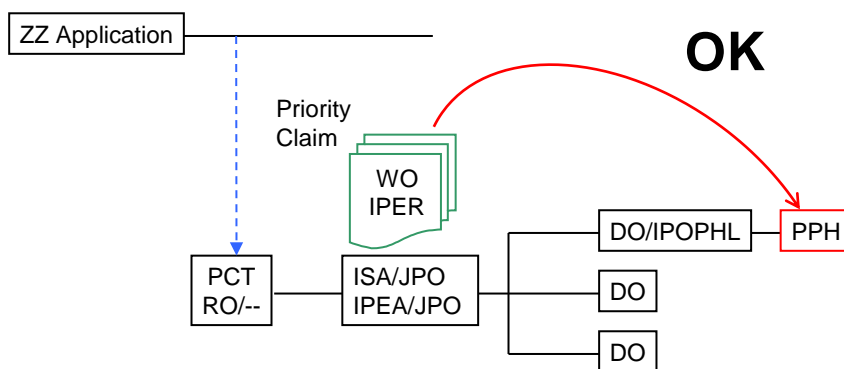 ZZ Application
OK
Priority
Claim
WO
IPER
DO/IPOPHL
PPH
PCT
RO/--
ISA/JPO
IPEA/JPO
DO
DO